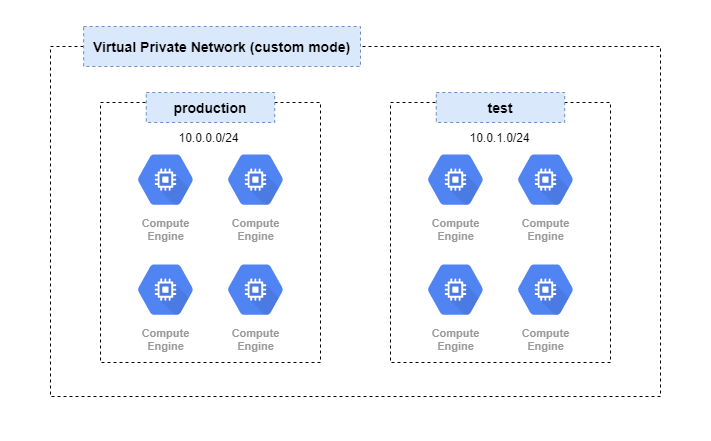 Virtual Private Network (custom mode)
production
10.0.0.0/24
Compute
Engine
Compute
Engine
Compute
Engine
Compute
Engine
test
10.0.1.0/24
Compute
Engine
Compute
Engine
Compute
Engine
Compute
Engine